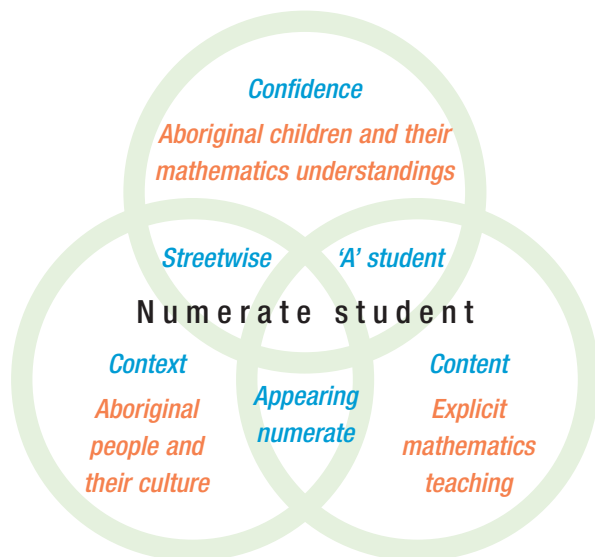 Confidence
Aboriginal children and their
mathematics understandings
Streetwise
‘A’ student
Numerate student
Context
Aboriginal
people and
their culture
Appearing
numerate
Content
Explicit
mathematics
teaching